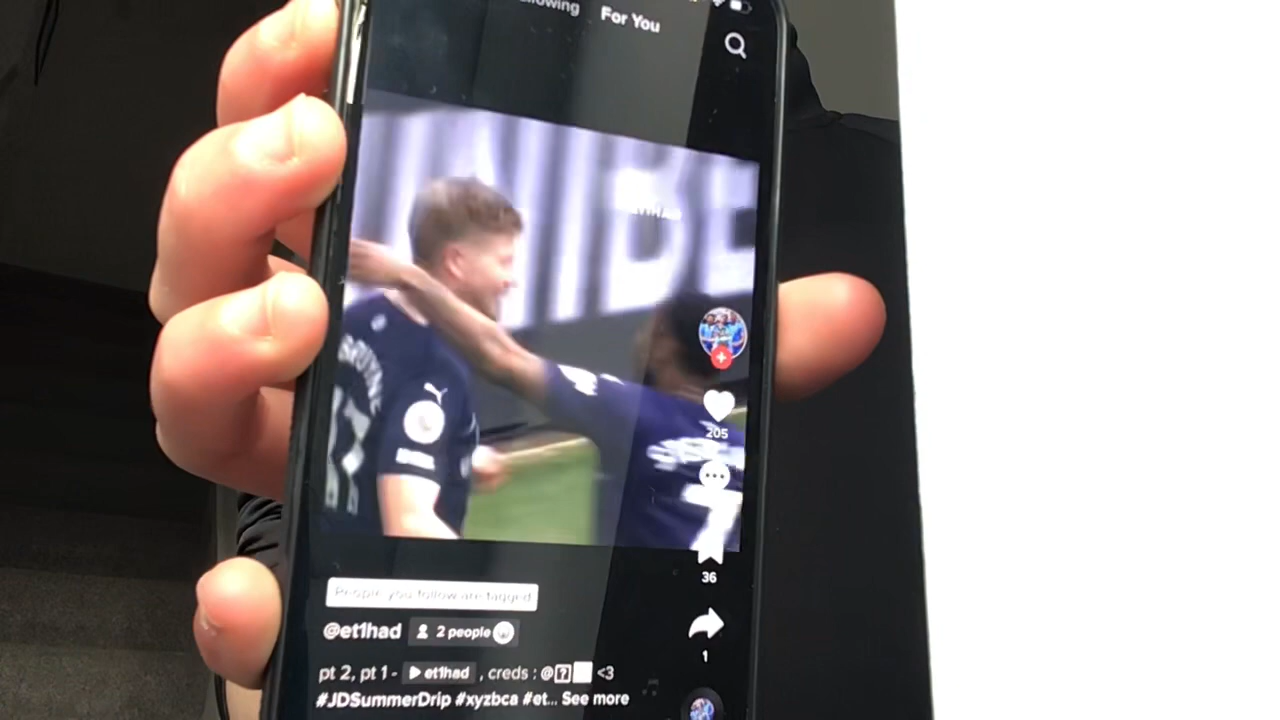 For You
205
7
36
People you follow are tagged
@et1had 2 people
1
pt 2, pt 1 - et1had , creds : @ <3
#JDSummerDrip #xyzbca #et... See more